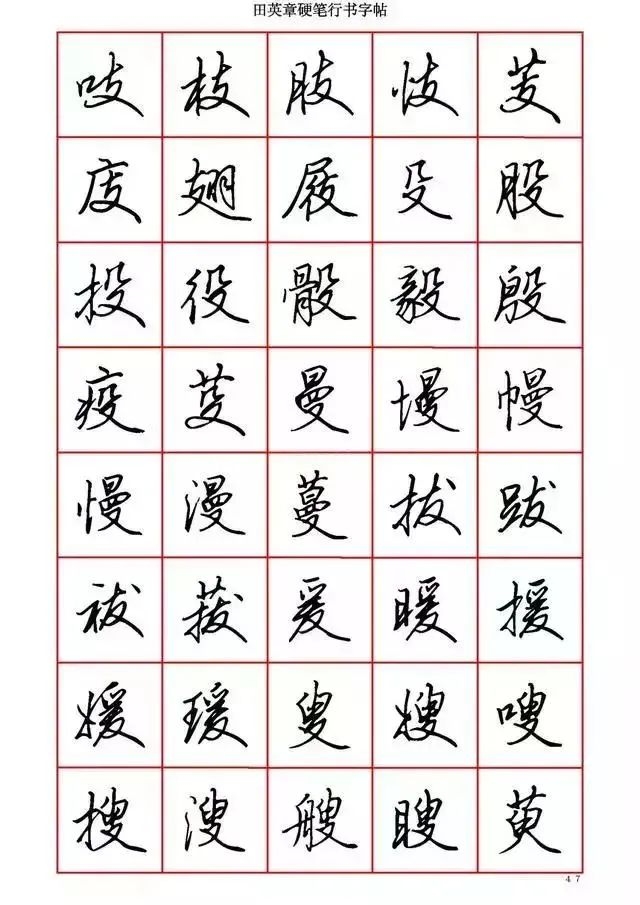 田英章硬笔行书字帖
吱 枝 肢 忮 芰
庋 翅 屐 殳 股
投 役 骰 毅 殷
疫 芟 曼 墁 幔
慢 漫 蔓 拔 跋
祓 菝 爰 暖 援
媛 瑗 叟 嫂 嗖
搜 溲 艘 瞍 萸
47